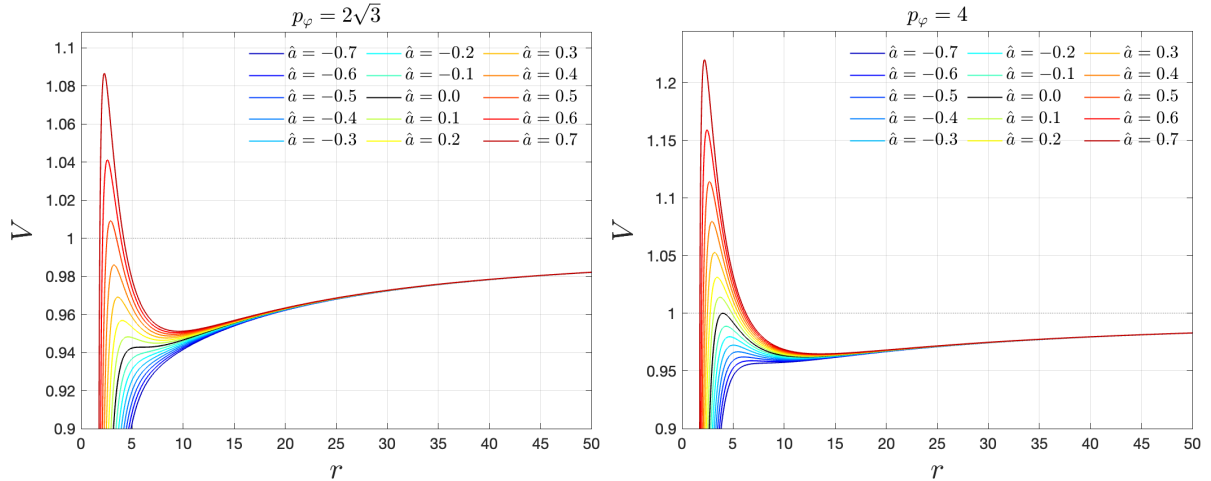 p_φ = 2√3
1.1
1.08
1.06
1.04
1.02
1
0.98
0.96
0.94
0.92
0.9
V
â = −0.7 â = −0.2 â = 0.3
â = −0.6 â = −0.1 â = 0.4
â = −0.5 â = 0.0 â = 0.5
â = −0.4 â = 0.1 â = 0.6
â = −0.3 â = 0.2 â = 0.7
0 5 10 15 20 25 30 35 40 45 50
r
p_φ = 4
1.2
1.15
1.1
1.05
1
0.95
0.9
V
â = −0.7 â = −0.2 â = 0.3
â = −0.6 â = −0.1 â = 0.4
â = −0.5 â = 0.0 â = 0.5
â = −0.4 â = 0.1 â = 0.6
â = −0.3 â = 0.2 â = 0.7
0 5 10 15 20 25 30 35 40 45 50
r